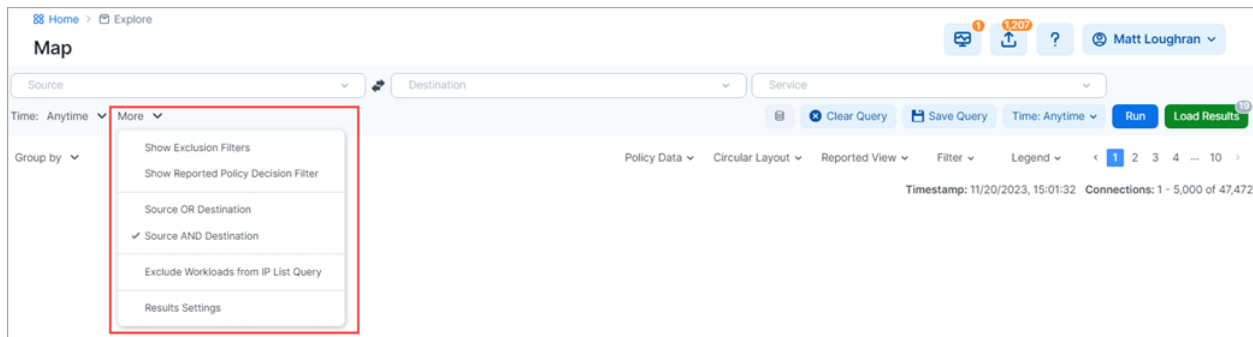 Home > Explore
Map
1
1,207
?
Matt Loughran
Source
Destination
Service
Time: Anytime
More
Clear Query
Save Query
Time: Anytime
Run
Load Results
19
Show Exclusion Filters
Show Reported Policy Decision Filter
Source OR Destination
Source AND Destination
Exclude Workloads from IP List Query
Results Settings
Group by
Policy Data
Circular Layout
Reported View
Filter
Legend
< 1 2 3 4 ... 10 >
Timestamp: 11/20/2023, 15:01:32 Connections: 1 - 5,000 of 47,472